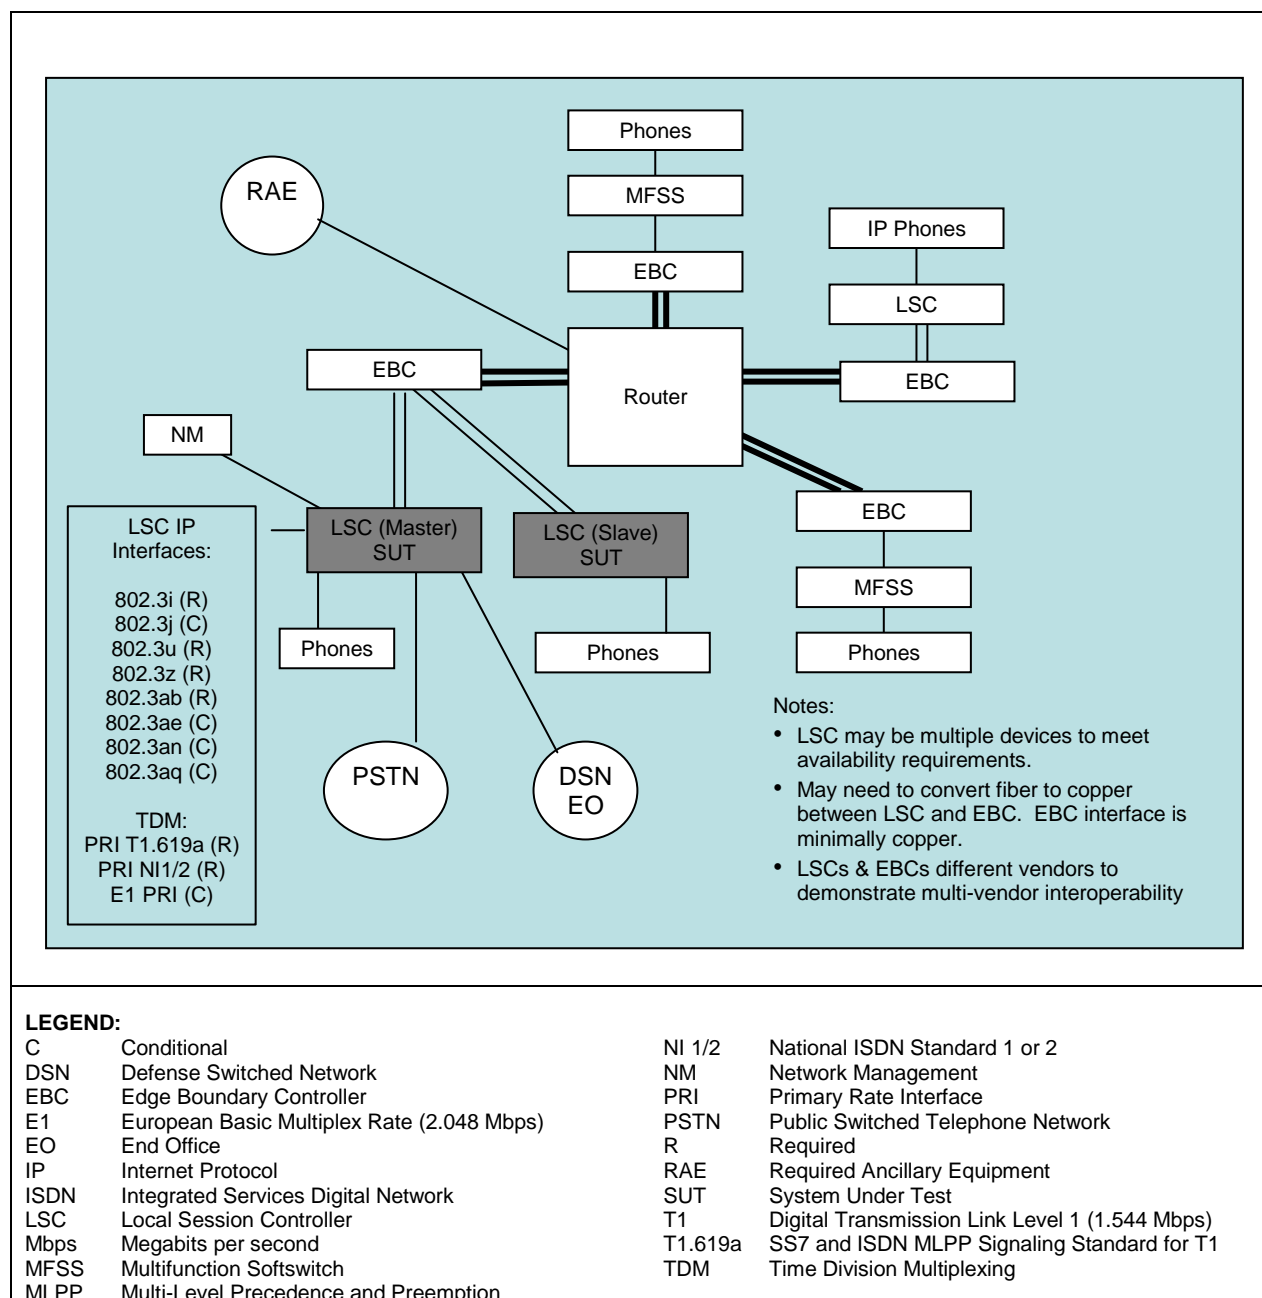 Phones
RAE
MFSS
IP Phones
EBC
LSC
EBC
Router
EBC
NM
LSC IP
Interfaces:
802.3i (R)
802.3j (C)
802.3u (R)
802.3z (R)
802.3ab (R)
802.3ae (C)
802.3an (C)
802.3aq (C)
TDM:
PRI T1.619a (R)
PRI NI1/2 (R)
E1 PRI (C)
LSC (Master)
SUT
LSC (Slave)
SUT
EBC
MFSS
Phones
Phones
Phones
PSTN
DSN
EO
Notes:
• LSC may be multiple devices to meet
availability requirements.
• May need to convert fiber to copper
between LSC and EBC. EBC interface is
minimally copper.
• LSCs & EBCs different vendors to
demonstrate multi-vendor interoperability
LEGEND:
C Conditional
DSN Defense Switched Network
EBC Edge Boundary Controller
E1 European Basic Multiplex Rate (2.048 Mbps)
EO End Office
IP Internet Protocol
ISDN Integrated Services Digital Network
LSC Local Session Controller
Mbps Megabits per second
MFSS Multifunction Softswitch
MLPP Multi-Level Precedence and Preemption
NI 1/2 National ISDN Standard 1 or 2
NM Network Management
PRI Primary Rate Interface
PSTN Public Switched Telephone Network
R Required
RAE Required Ancillary Equipment
SUT System Under Test
T1 Digital Transmission Link Level 1 (1.544 Mbps)
T1.619a SS7 and ISDN MLPP Signaling Standard for T1
TDM Time Division Multiplexing